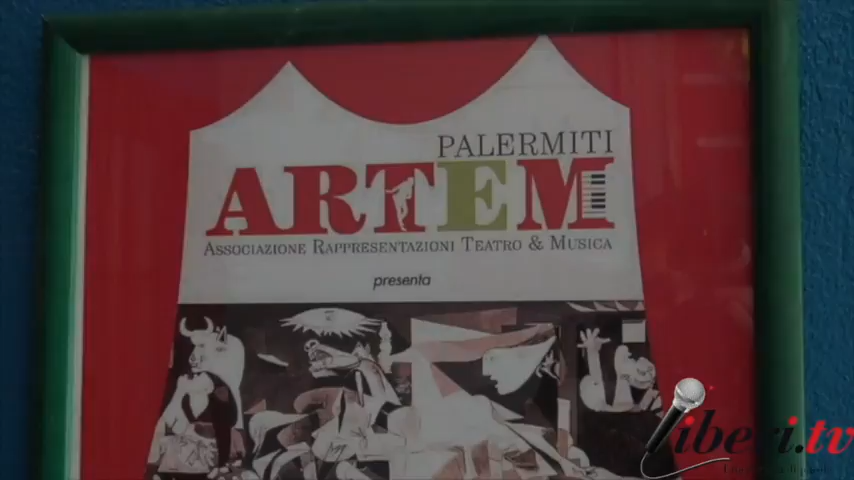 PALERMITI
ARTEM
ASSOCIAZIONE RAPPRESENTAZIONI TEATRO & MUSICA
presenta
liberi.tv